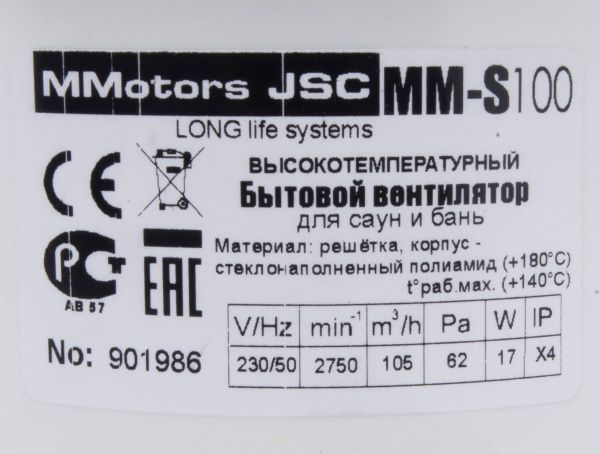 MMotors JSC MM-S100
LONG life systems
ВЫСОКОТЕМПЕРАТУРНЫЙ
Бытовой вентилятор
для саун и бань
Материал: решётка, корпус -
стеклонаполненный полиамид (+180°C)
t° раб.мах. (+140°C)
CE
РСТ
АВ 57
EAC
No: 901986
V/Hz min⁻¹ m³/h Pa W IP
230/50 2750 105 62 17 X4